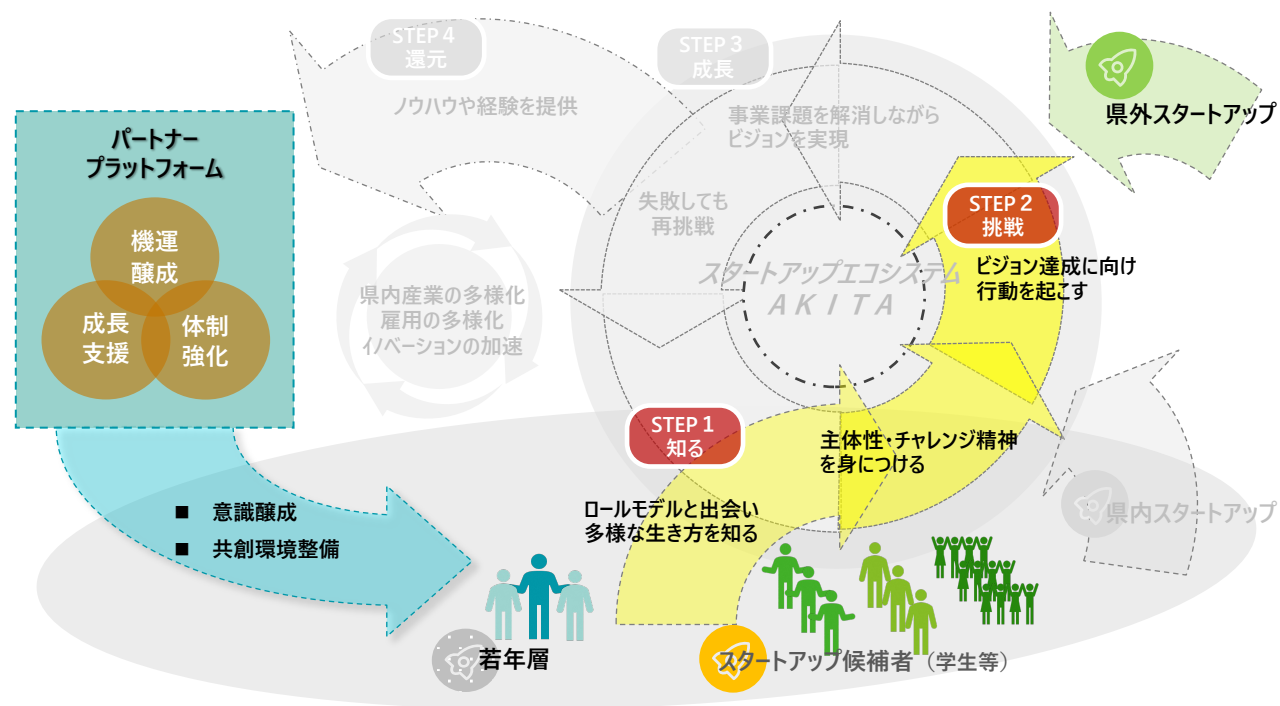 STEP 4
還元
ノウハウや経験を提供
STEP 3
成長
事業課題を解消しながら
ビジョンを実現
県外スタートアップ
パートナー
プラットフォーム
機運
醸成
成長
支援
体制
強化
失敗しても
再挑戦
STEP 2
挑戦
ビジョン達成に向け
行動を起こす
スタートアップエコシステム
AKITA
県内産業の多様化
雇用の多様化
イノベーションの加速
STEP 1
知る
主体性・チャレンジ精神
を身につける
ロールモデルと出会い
多様な生き方を知る
県内スタートアップ
■ 意識醸成
■ 共創環境整備
若年層
スタートアップ候補者（学生等）